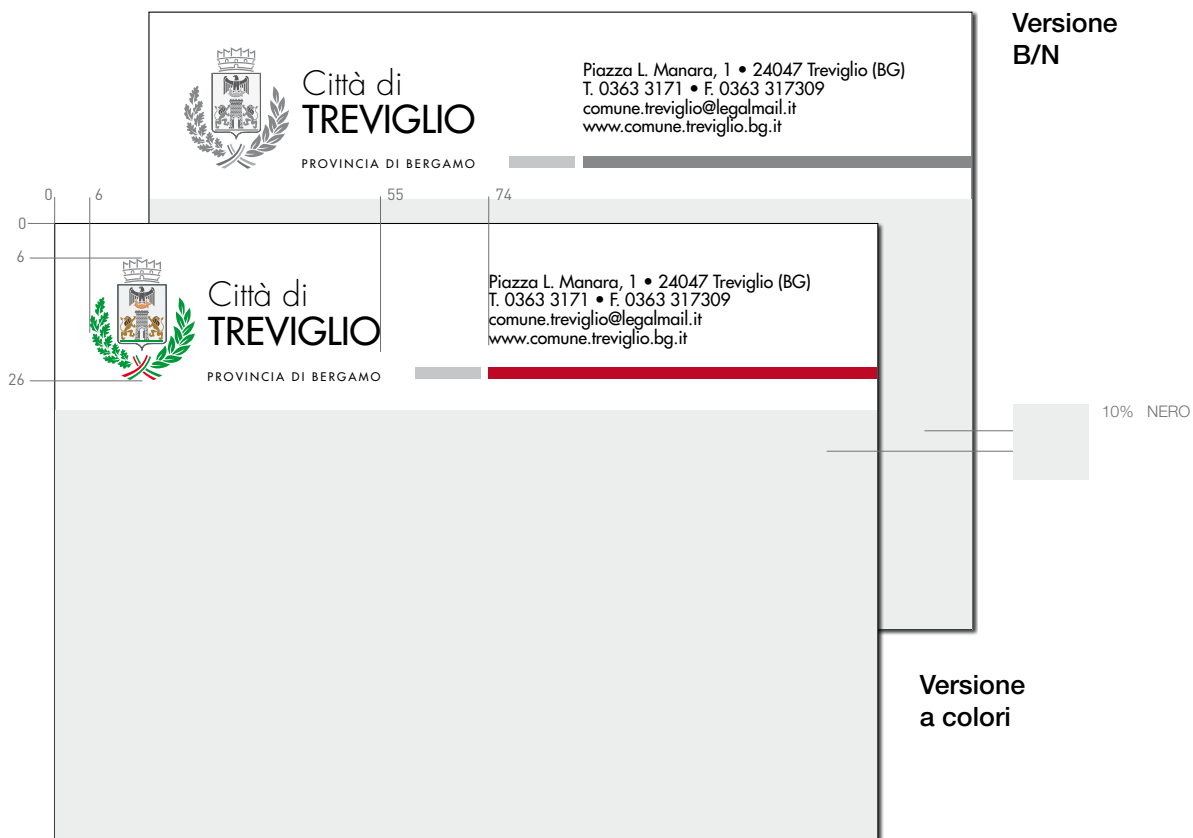 Versione
B/N
Città di
TREVIGLIO
PROVINCIA DI BERGAMO
Piazza L. Manara, 1 • 24047 Treviglio (BG)
T. 0363 3171 • F. 0363 317309
comune.treviglio@legalmail.it
www.comune.treviglio.bg.it
0 6 55 74
0
6
26
Città di
TREVIGLIO
PROVINCIA DI BERGAMO
Piazza L. Manara, 1 • 24047 Treviglio (BG)
T. 0363 3171 • F. 0363 317309
comune.treviglio@legalmail.it
www.comune.treviglio.bg.it
10% NERO
Versione
a colori